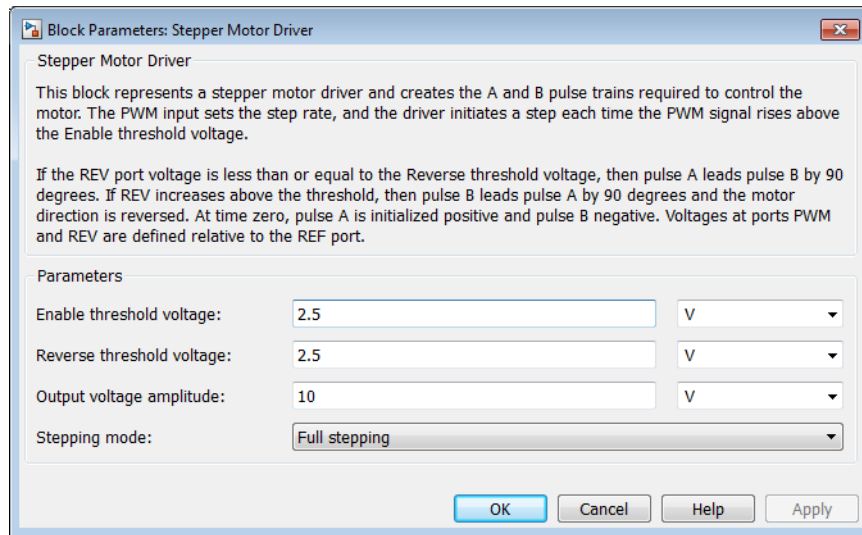 Block Parameters: Stepper Motor Driver
Stepper Motor Driver
This block represents a stepper motor driver and creates the A and B pulse trains required to control the
motor. The PWM input sets the step rate, and the driver initiates a step each time the PWM signal rises above
the Enable threshold voltage.
If the REV port voltage is less than or equal to the Reverse threshold voltage, then pulse A leads pulse B by 90
degrees. If REV increases above the threshold, then pulse B leads pulse A by 90 degrees and the motor
direction is reversed. At time zero, pulse A is initialized positive and pulse B negative. Voltages at ports PWM
and REV are defined relative to the REF port.
Parameters
Enable threshold voltage: 2.5 V
Reverse threshold voltage: 2.5 V
Output voltage amplitude: 10 V
Stepping mode: Full stepping
OK Cancel Help Apply